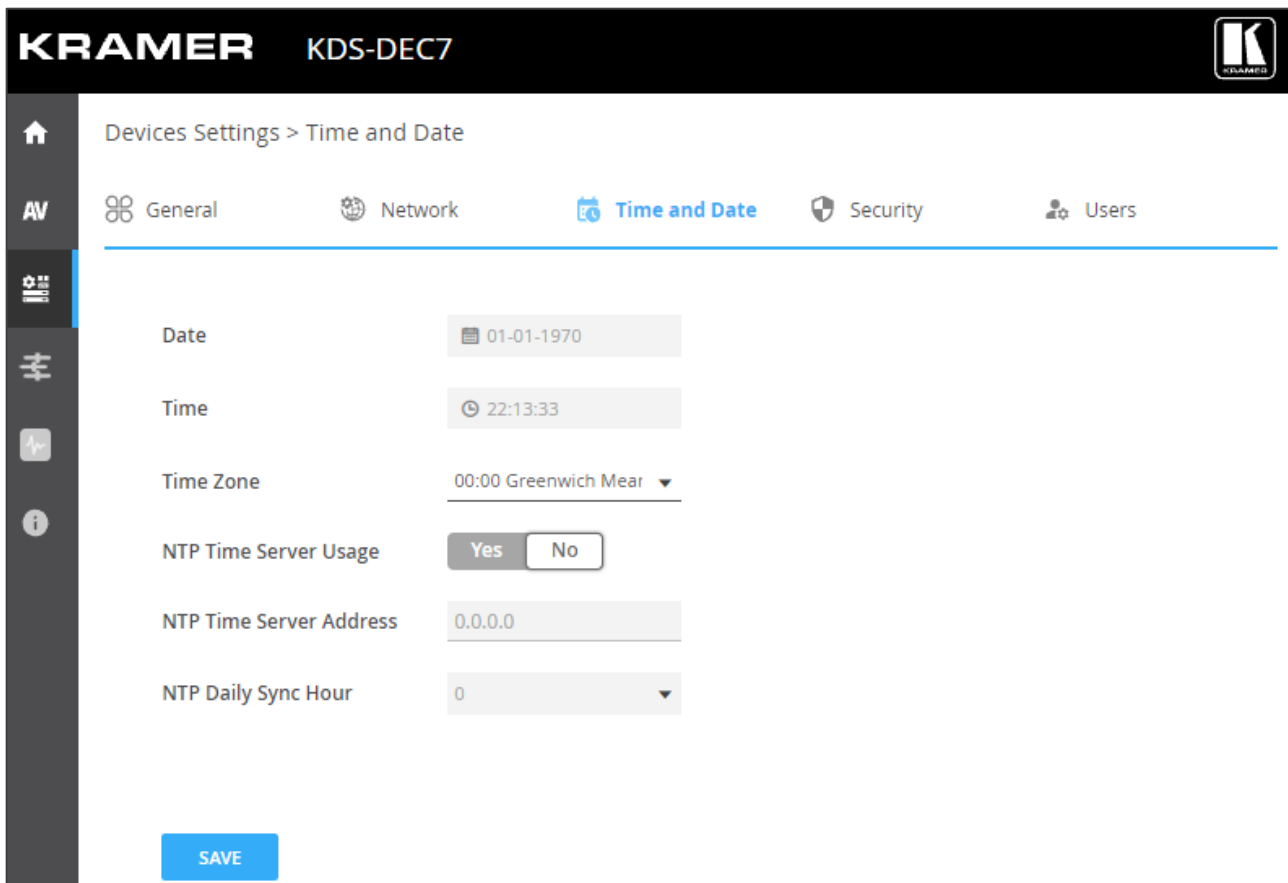 KRAMER KDS-DEC7 KRAMER
Devices Settings > Time and Date
AV General Network Time and Date Security Users
Date 01-01-1970
Time 22:13:33
Time Zone 00:00 Greenwich Mear
NTP Time Server Usage Yes No
NTP Time Server Address 0.0.0.0
NTP Daily Sync Hour 0
SAVE